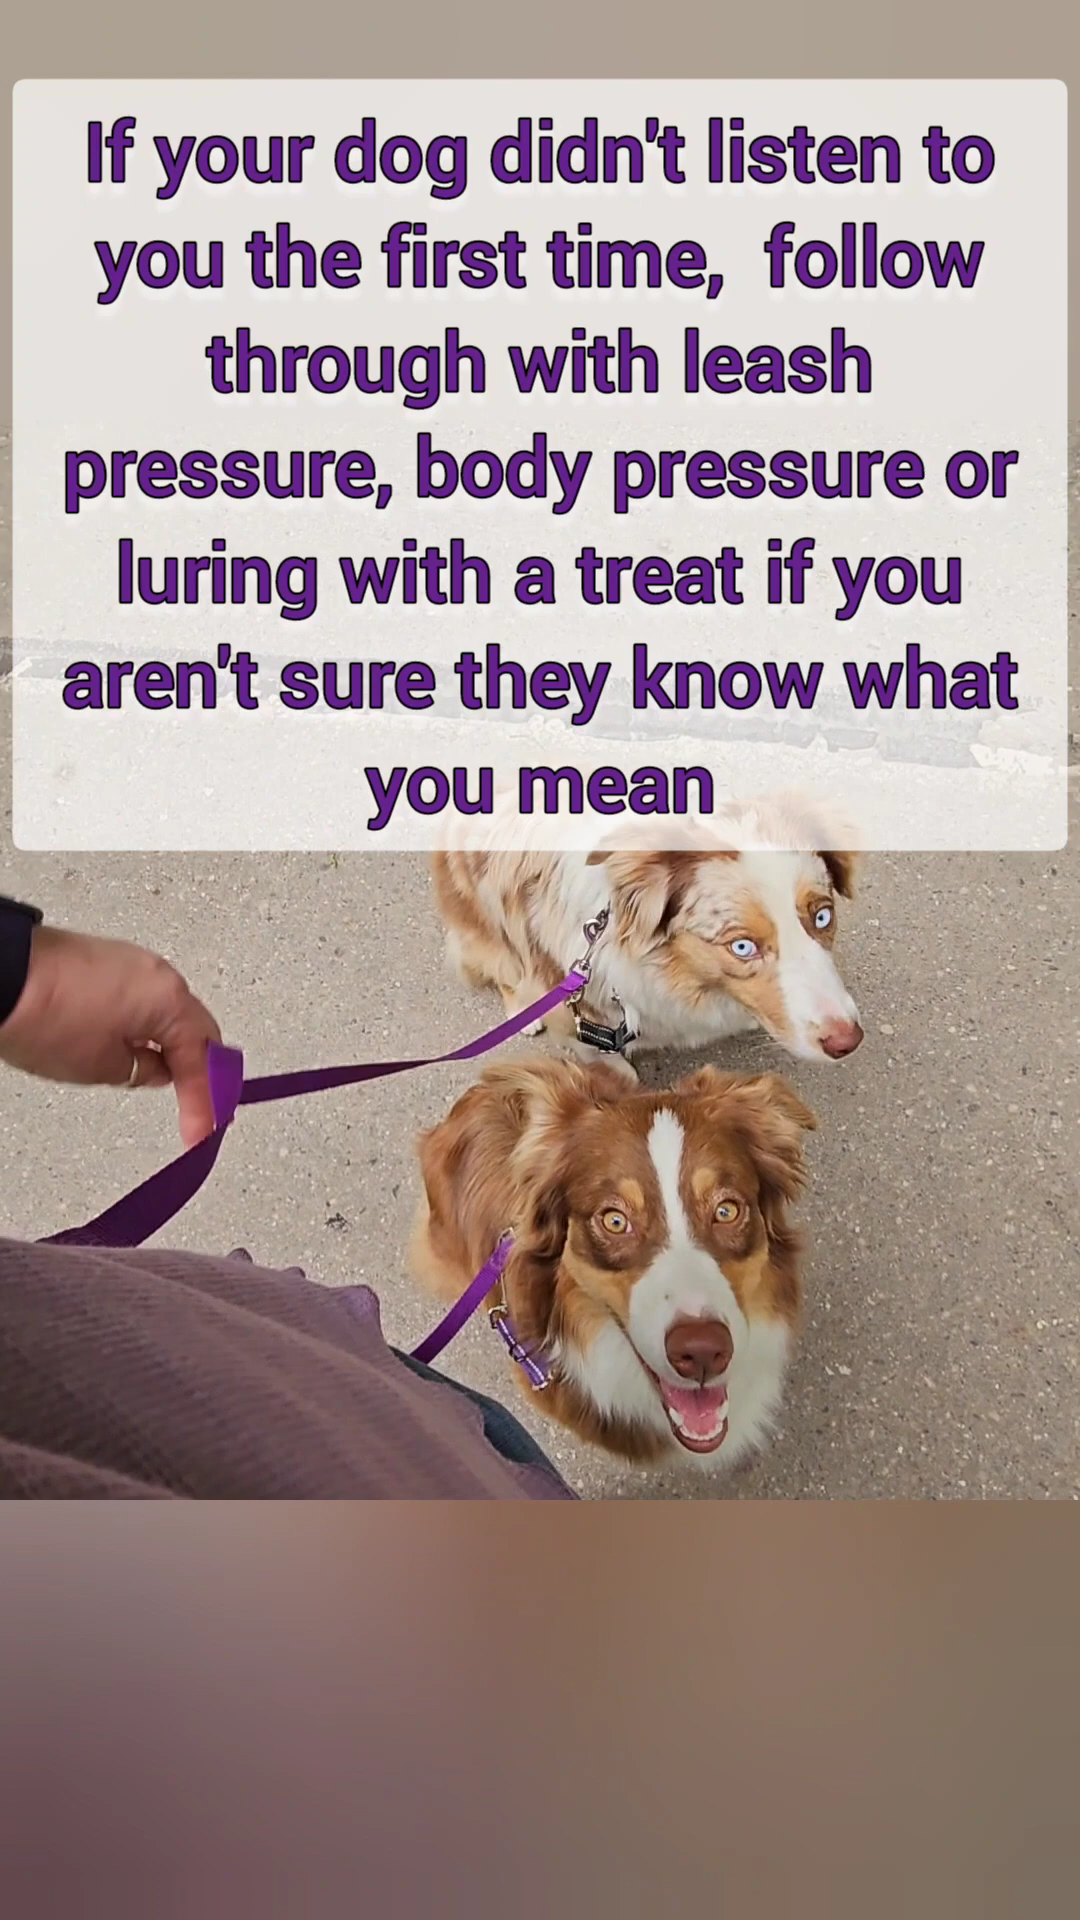 If your dog didn't listen to
you the first time,  follow
through with leash
pressure, body pressure or
luring with a treat if you
aren't sure they know what
you mean